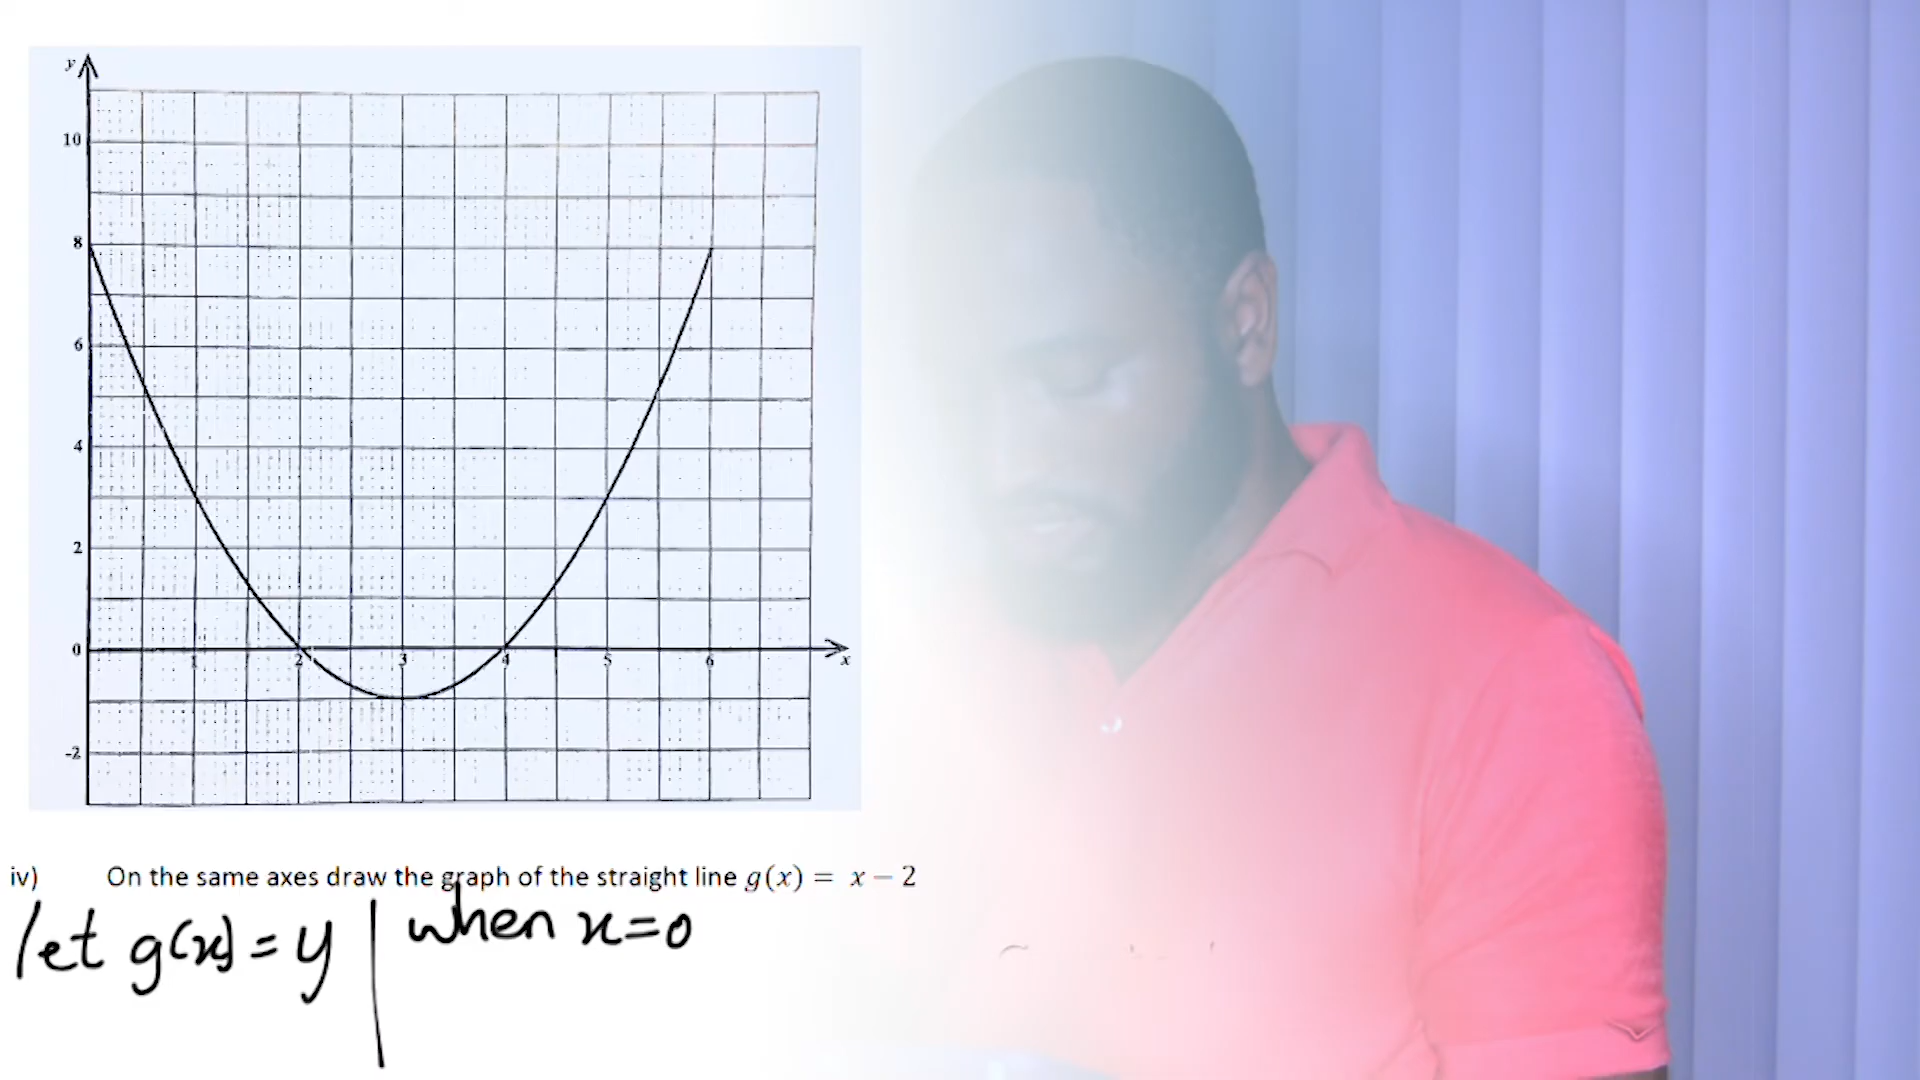 y
10
8
6
4
2
0
1 2 3 4 5 6 x
-2
iv) On the same axes draw the graph of the straight line g(x) = x − 2
let g(x) = y | when x=0